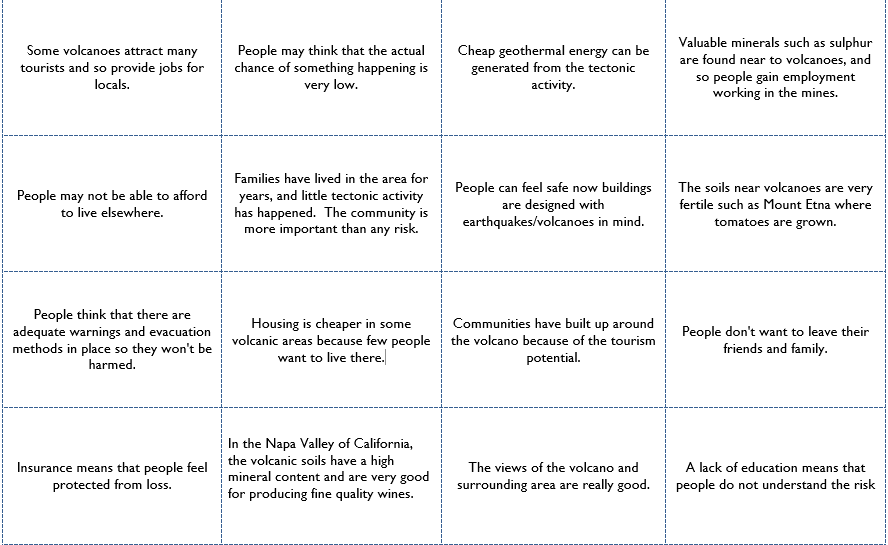 Some volcanoes attract many
tourists and so provide jobs for
locals.
People may think that the actual
chance of something happening is
very low.
Cheap geothermal energy can be
generated from the tectonic
activity.
Valuable minerals such as sulphur
are found near to volcanoes, and
so people gain employment
working in the mines.
People may not be able to afford
to live elsewhere.
Families have lived in the area for
years, and little tectonic activity
has happened.  The community is
more important than any risk.
People can feel safe now buildings
are designed with
earthquakes/volcanoes in mind.
The soils near volcanoes are very
fertile such as Mount Etna where
tomatoes are grown.
People think that there are
adequate warnings and evacuation
methods in place so they won't be
harmed.
Housing is cheaper in some
volcanic areas because few people
want to live there.
Communities have built up around
the volcano because of the tourism
potential.
People don't want to leave their
friends and family.
Insurance means that people feel
protected from loss.
In the Napa Valley of California,
the volcanic soils have a high
mineral content and are very good
for producing fine quality wines.
The views of the volcano and
surrounding area are really good.
A lack of education means that
people do not understand the risk